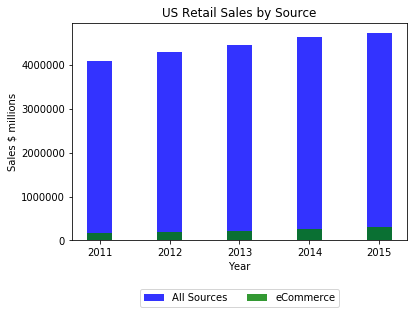 US Retail Sales by Source
Sales $ millions
4000000
3000000
2000000
1000000
0
2011 2012 2013 2014 2015
Year
All Sources eCommerce